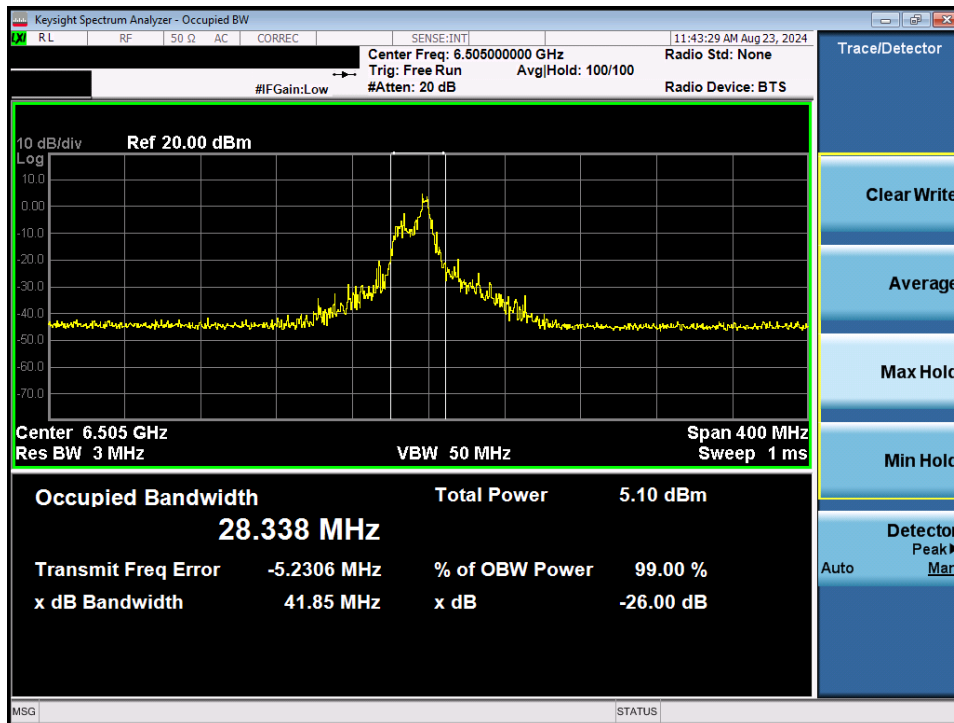 Keysight Spectrum Analyzer - Occupied BW
LXI RL RF 50 Ω AC CORREC SENSE:INT 11:43:29 AM Aug 23, 2024
Center Freq: 6.505000000 GHz Radio Std: None
Trig: Free Run Avg|Hold: 100/100
#IFGain:Low #Atten: 20 dB Radio Device: BTS
10 dB/div Ref 20.00 dBm
Log
10.0
0.00
-10.0
-20.0
-30.0
-40.0
-50.0
-60.0
-70.0
Center 6.505 GHz Span 400 MHz
Res BW 3 MHz VBW 50 MHz Sweep 1 ms
Occupied Bandwidth Total Power 5.10 dBm
28.338 MHz
Transmit Freq Error -5.2306 MHz % of OBW Power 99.00 %
x dB Bandwidth 41.85 MHz x dB -26.00 dB
Trace/Detector
Clear Write
Average
Max Hold
Min Hold
Detector
Peak
Auto Man
MSG STATUS